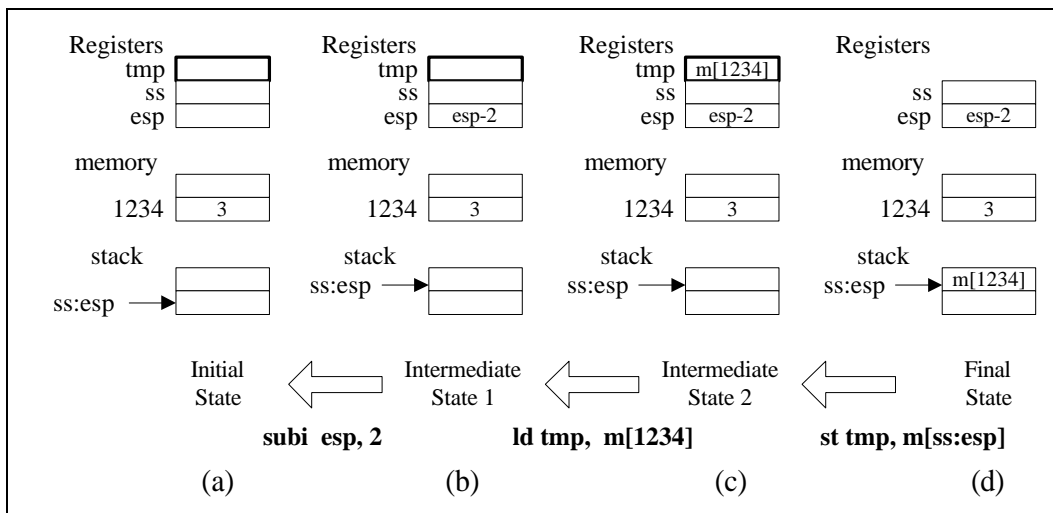 Registers Registers Registers Registers
tmp tmp tmp m[1234]
ss ss ss ss
esp esp esp-2 esp esp-2 esp esp-2
memory memory memory memory
1234 3 1234 3 1234 3 1234 3
stack stack stack stack
ss:esp ss:esp ss:esp ss:esp m[1234]
Initial Intermediate Intermediate Final
State State 1 State 2 State
subi esp, 2 ld tmp, m[1234] st tmp, m[ss:esp]
(a) (b) (c) (d)